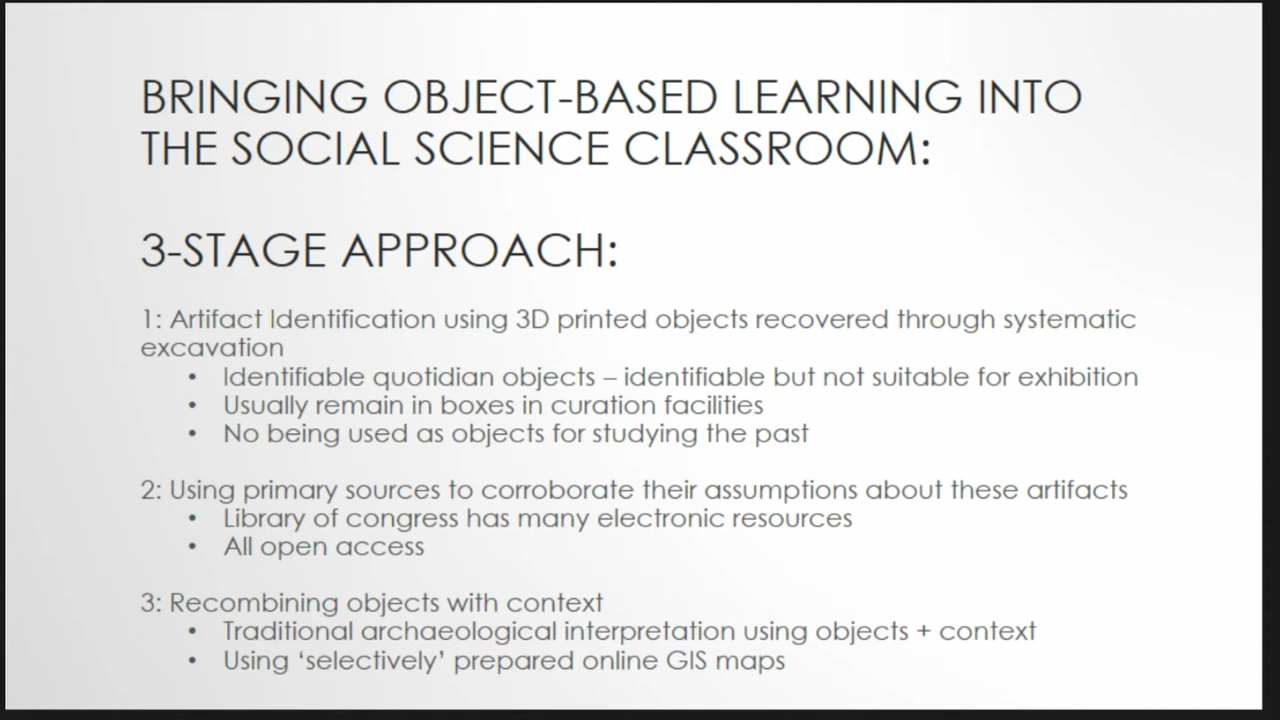 BRINGING OBJECT-BASED LEARNING INTO
THE SOCIAL SCIENCE CLASSROOM:
3-STAGE APPROACH:
1: Artifact Identification using 3D printed objects recovered through systematic
excavation
• Identifiable quotidian objects – identifiable but not suitable for exhibition
• Usually remain in boxes in curation facilities
• No being used as objects for studying the past
2: Using primary sources to corroborate their assumptions about these artifacts
• Library of congress has many electronic resources
• All open access
3: Recombining objects with context
• Traditional archaeological interpretation using objects + context
• Using ‘selectively’ prepared online GIS maps